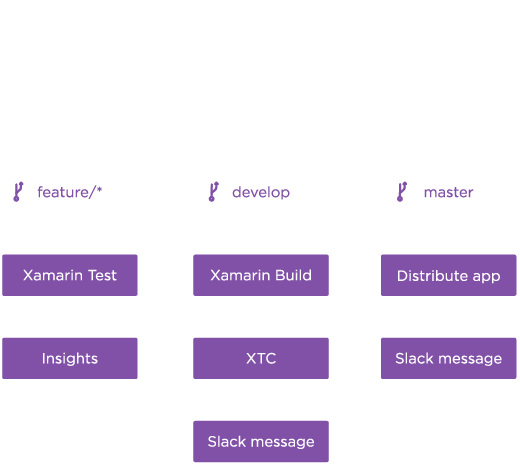 feature/* develop master
Xamarin Test Xamarin Build Distribute app
Insights XTC Slack message
Slack message